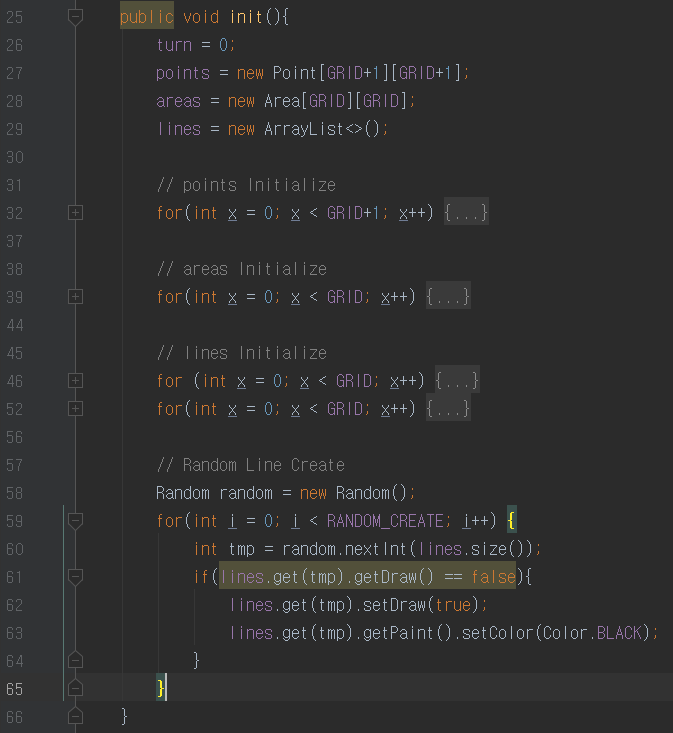 25 public void init(){
26 turn = 0;
27 points = new Point[GRID+1][GRID+1];
28 areas = new Area[GRID][GRID];
29 lines = new ArrayList<>();
30
31 // points Initialize
32 for(int x = 0; x < GRID+1; x++) {...}
37
38 // areas Initialize
39 for(int x = 0; x < GRID; x++) {...}
44
45 // lines Initialize
46 for (int x = 0; x < GRID; x++) {...}
52 for(int x = 0; x < GRID; x++) {...}
56
57 // Random Line Create
58 Random random = new Random();
59 for(int i = 0; i < RANDOM_CREATE; i++) {
60 int tmp = random.nextInt(lines.size());
61 if(lines.get(tmp).getDraw() == false){
62 lines.get(tmp).setDraw(true);
63 lines.get(tmp).getPaint().setColor(Color.BLACK);
64 }
65 }
66 }